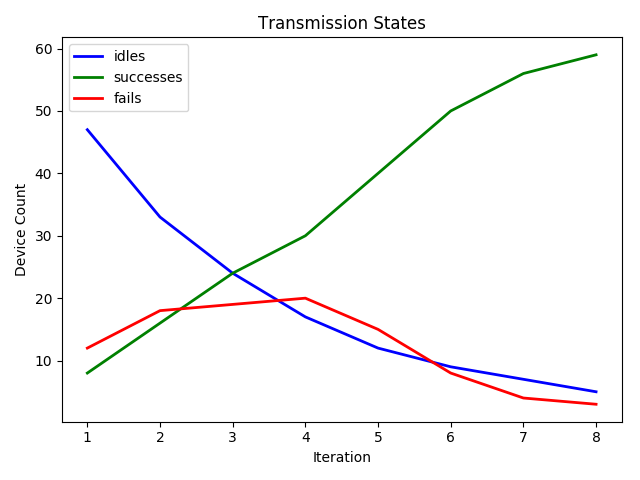 Transmission States
idles
successes
fails
60
50
40
30
20
10
Device Count
1 2 3 4 5 6 7 8
Iteration